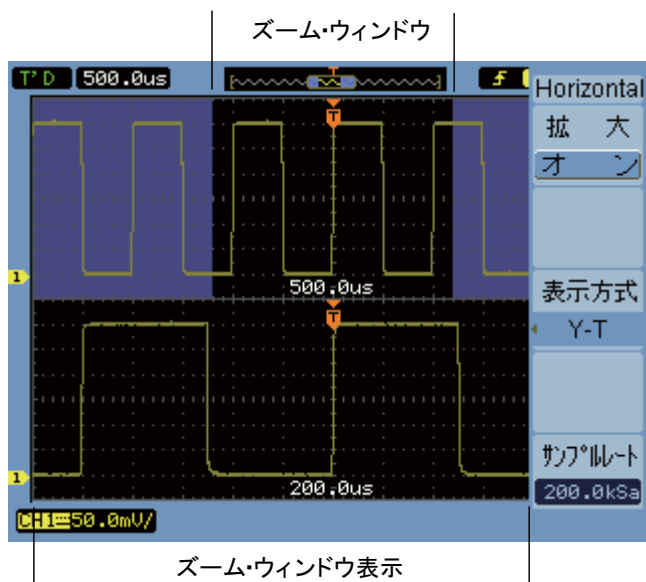 ズーム・ウィンドウ
T'D 500.0us
T
Horizontal
拡 大
オ ン
T
1
500.0us
表示方式
Y-T
T
1
200.0us
サンプルレート
200.0kSa
CH1 50.0mV/
ズーム・ウィンドウ表示